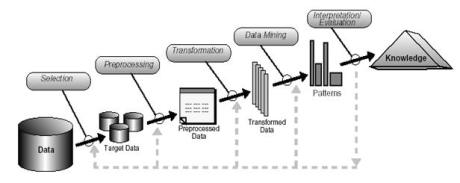 Interpretation/
Evaluation
Data Mining
Transformation
Preprocessing
Selection
Knowledge
Patterns
Transformed
Data
Preprocessed
Data
Target Data
Data